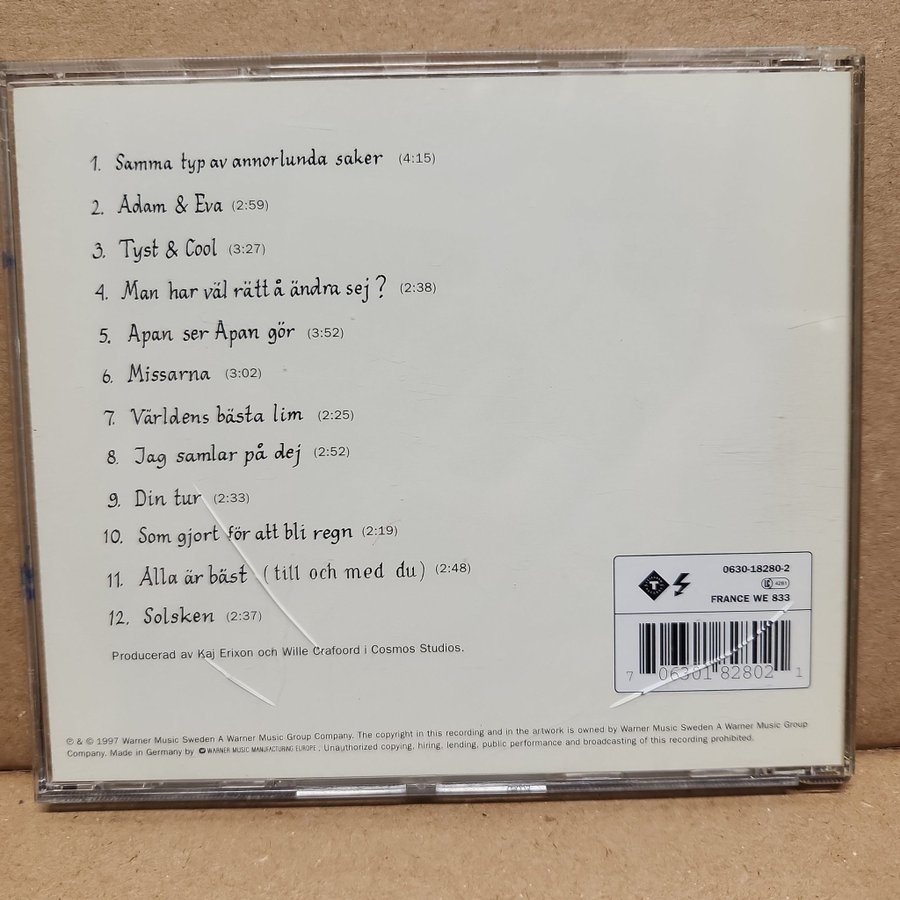 1. Samma typ av annorlunda saker (4:15)
2. Adam & Eva (2:59)
3. Tyst & Cool (3:27)
4. Man har väl rätt å ändra sej ? (2:38)
5. Apan ser Apan gör (3:52)
6. Missarna (3:02)
7. Världens bästa lim (2:25)
8. Jag samlar på dej (2:52)
9. Din tur (2:33)
10. Som gjort för att bli regn (2:19)
11. Alla är bäst (till och med du) (2:48)
12. Solsken (2:37)
Producerad av Kaj Erixon och Wille Crafoord i Cosmos Studios.
0630-18280-2
LC 4281
FRANCE WE 833
7 06301 82802 1
℗ & © 1997 Warner Music Sweden A Warner Music Group Company. The copyright in this recording and in the artwork is owned by Warner Music Sweden A Warner Music Group
Company. Made in Germany by WARNER MUSIC MANUFACTURING EUROPE. Unauthorized copying, hiring, lending, public performance and broadcasting of this recording prohibited.